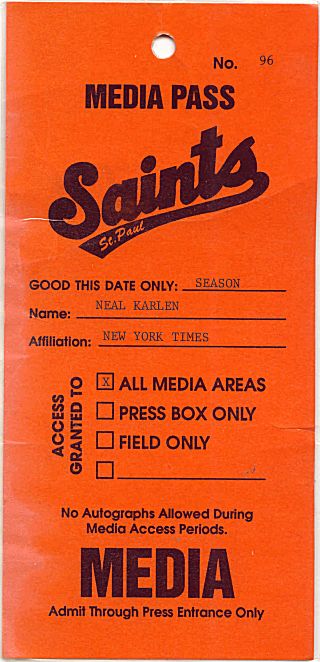 No. 96
MEDIA PASS
Saints
St. Paul
GOOD THIS DATE ONLY: SEASON
Name: NEAL KARLEN
Affiliation: NEW YORK TIMES
ACCESS
GRANTED TO
X ALL MEDIA AREAS
PRESS BOX ONLY
FIELD ONLY
No Autographs Allowed During
Media Access Periods.
MEDIA
Admit Through Press Entrance Only